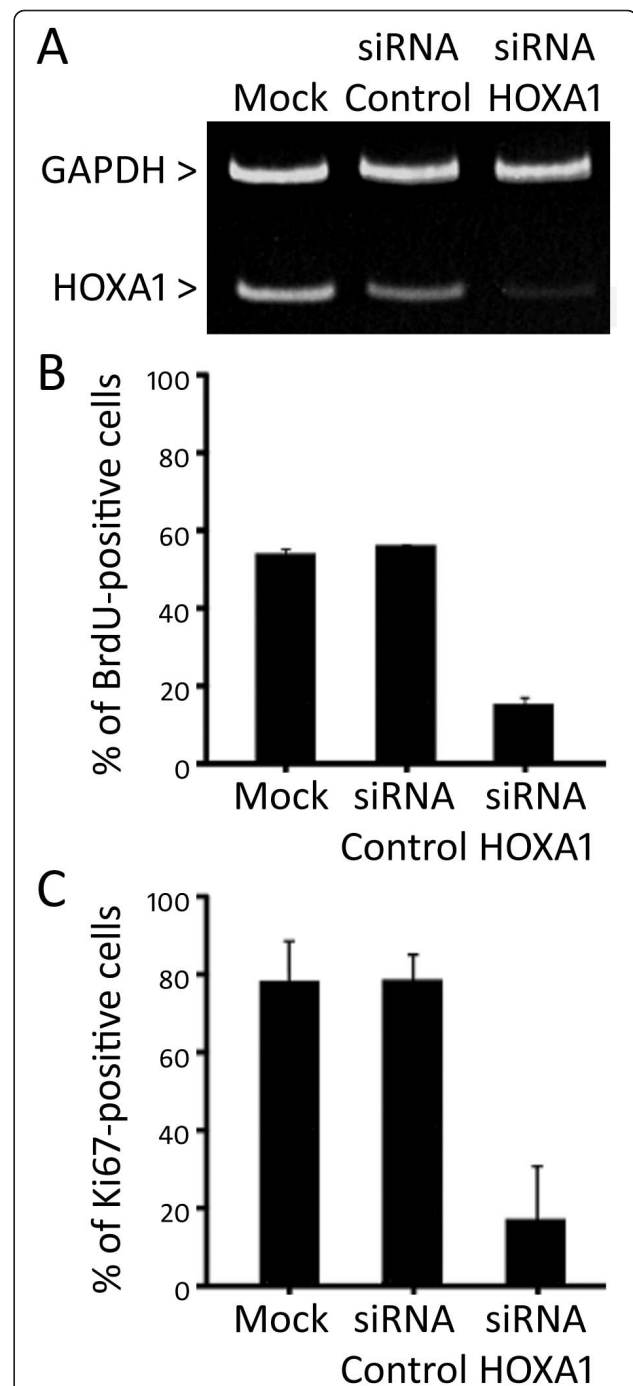 A
siRNA siRNA
Mock Control HOXA1
GAPDH >
HOXA1 >
B
% of BrdU-positive cells
100
80
60
40
20
0
Mock siRNA siRNA
Control HOXA1
C
% of Ki67-positive cells
100
80
60
40
20
0
Mock siRNA siRNA
Control HOXA1